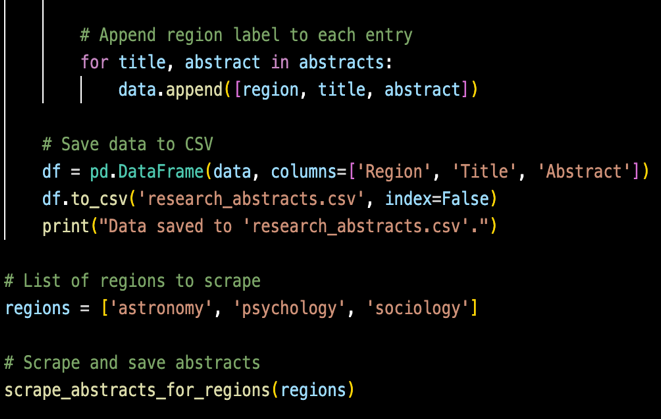 # Append region label to each entry
for title, abstract in abstracts:
data.append([region, title, abstract])
# Save data to CSV
df = pd.DataFrame(data, columns=['Region', 'Title', 'Abstract'])
df.to_csv('research_abstracts.csv', index=False)
print("Data saved to 'research_abstracts.csv'.")
# List of regions to scrape
regions = ['astronomy', 'psychology', 'sociology']
# Scrape and save abstracts
scrape_abstracts_for_regions(regions)